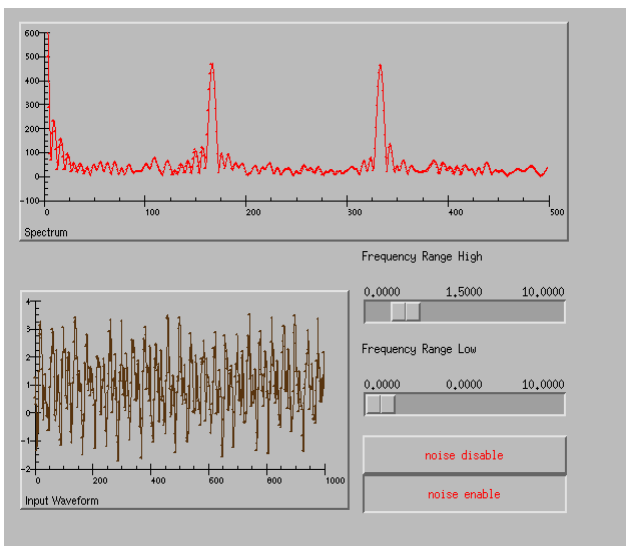 600
500
400
300
200
100
0
-100
0 100 200 300 400 500
Spectrum
Frequency Range High
0.0000 1.5000 10.0000
4
3
2
1
0
-1
-2
0 200 400 600 800 1000
Input Waveform
Frequency Range Low
0.0000 0.0000 10.0000
noise disable
noise enable